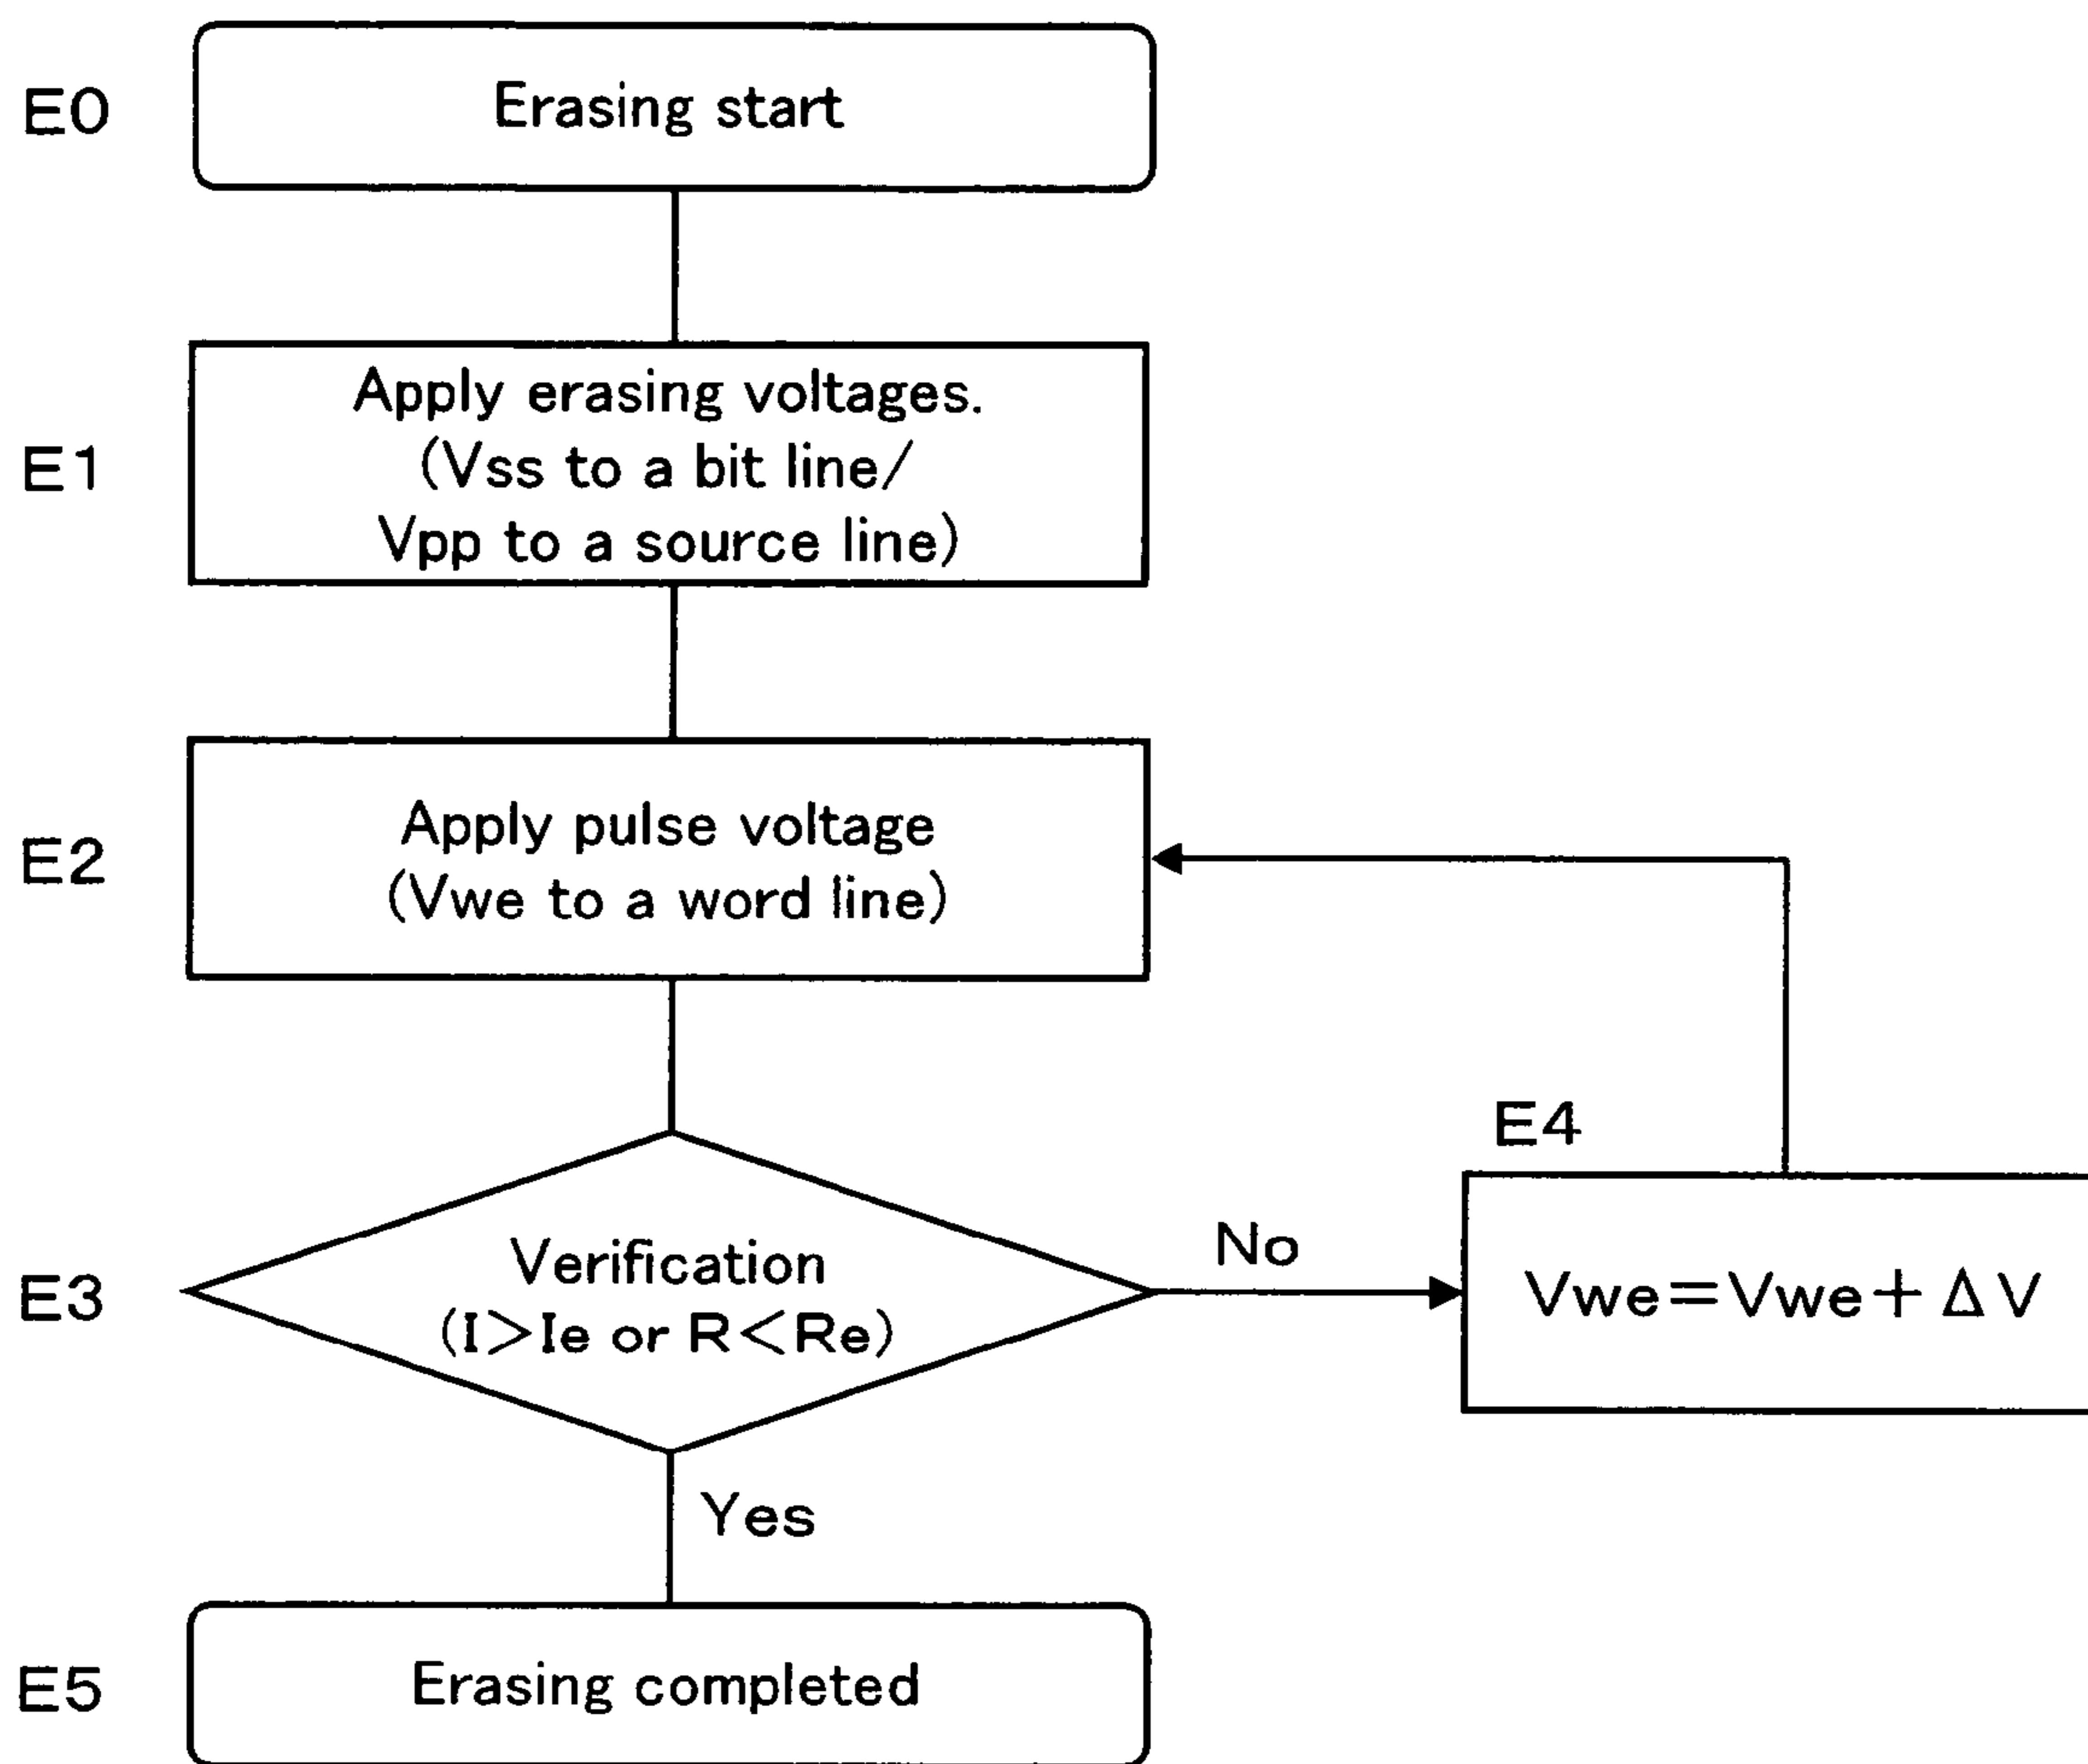 E0
Erasing start
E1
Apply erasing voltages.
(Vss to a bit line/
Vpp to a source line)
E2
Apply pulse voltage
(Vwe to a word line)
E3
Verification
(I>Ie or R<Re)
No
E4
Vwe=Vwe+ΔV
Yes
E5
Erasing completed